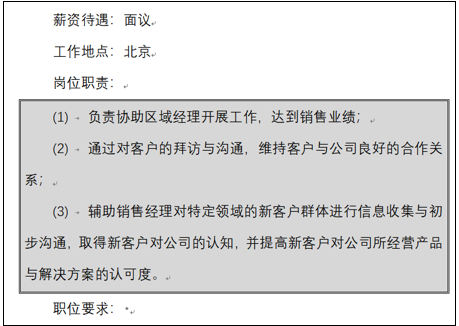 薪资待遇：面议
工作地点：北京
岗位职责：
(1) 负责协助区域经理开展工作，达到销售业绩；
(2) 通过对客户的拜访与沟通，维持客户与公司良好的合作关
系；
(3) 辅助销售经理对特定领域的新客户群体进行信息收集与初
步沟通，取得新客户对公司的认知，并提高新客户对公司所经营产品
与解决方案的认可度。
职位要求：